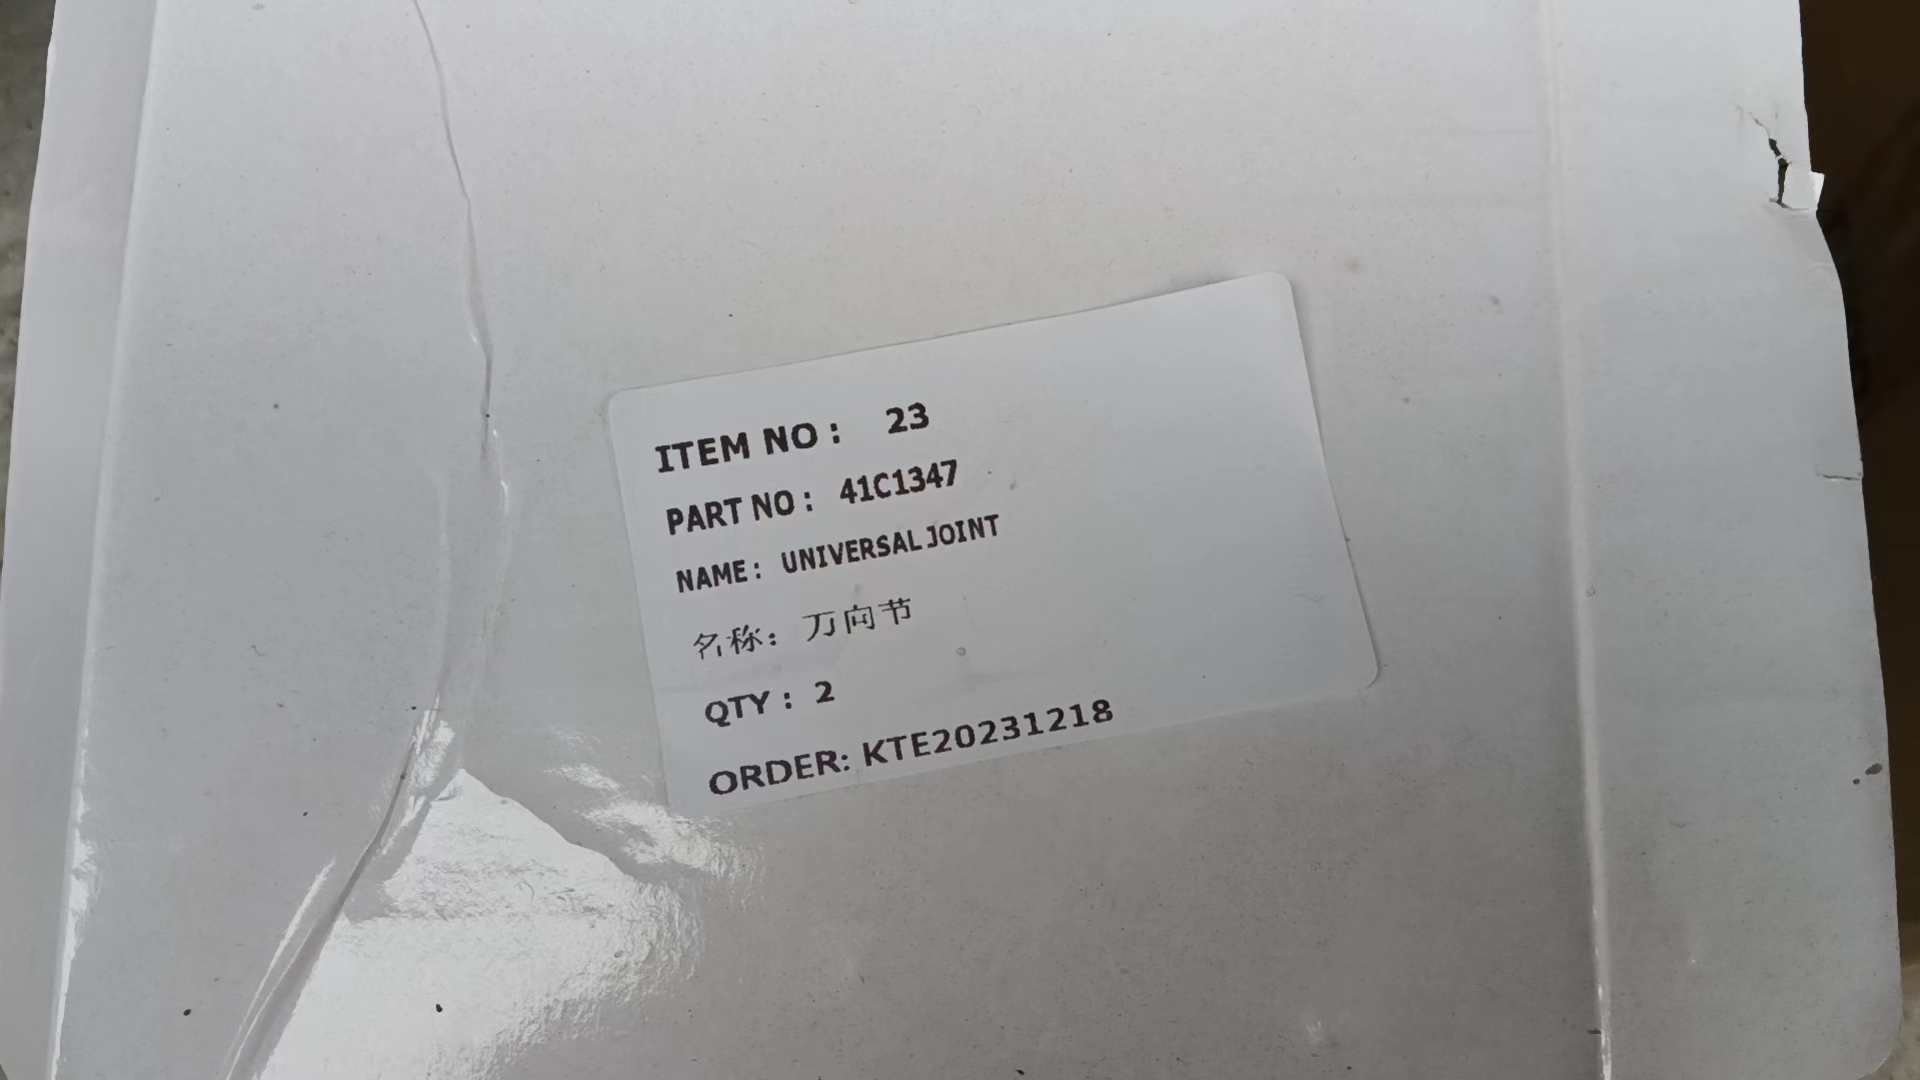 ITEM NO： 23
PART NO： 41C1347
NAME： UNIVERSAL JOINT
名称：万向节
QTY： 2
ORDER: KTE20231218